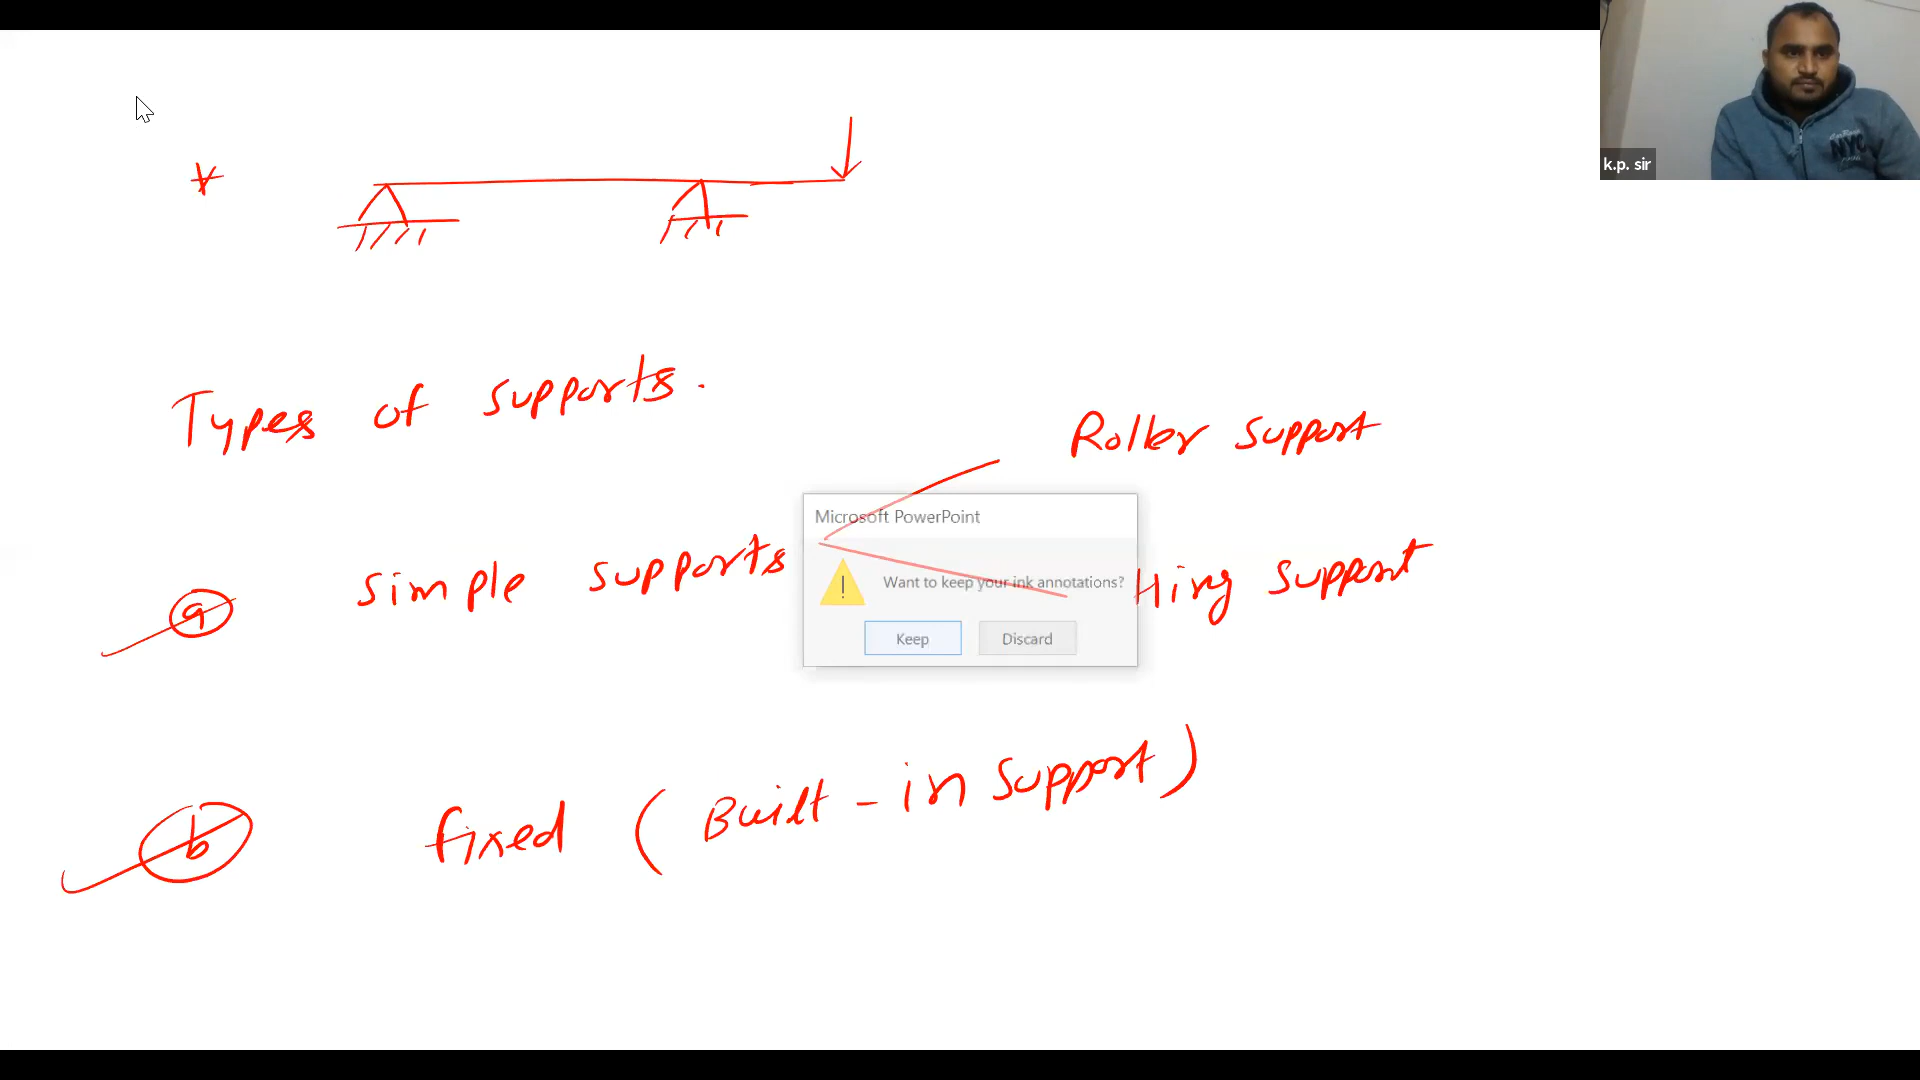 NYC
k.p. sir
*
Types of supports.
Roller support
Microsoft PowerPoint
(a) simple supports
Want to keep your ink annotations?
Hing support
Keep Discard
(b) fixed (Built-in support)